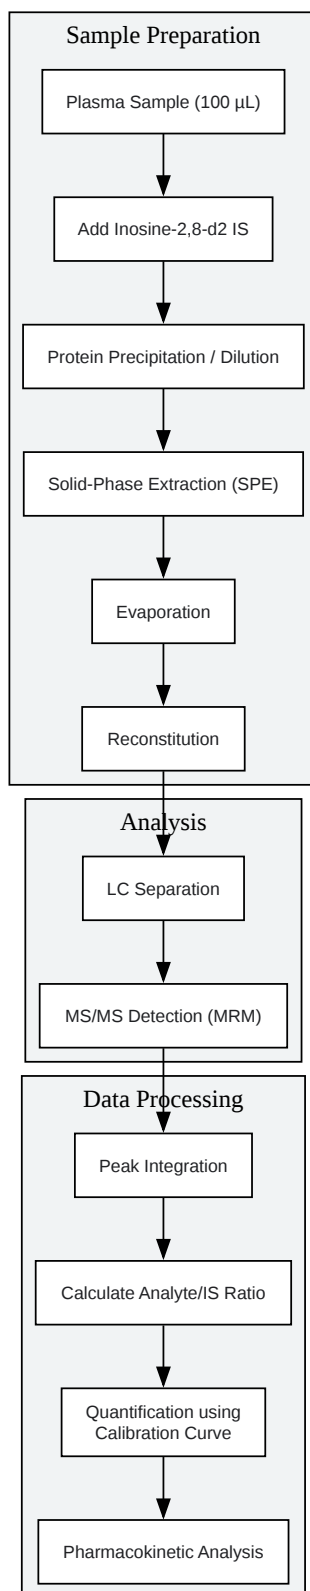 Sample Preparation
Plasma Sample (100 µL)
Add Inosine-2,8-d2 IS
Protein Precipitation / Dilution
Solid-Phase Extraction (SPE)
Evaporation
Reconstitution
Analysis
LC Separation
MS/MS Detection (MRM)
Data Processing
Peak Integration
Calculate Analyte/IS Ratio
Quantification using
Calibration Curve
Pharmacokinetic Analysis